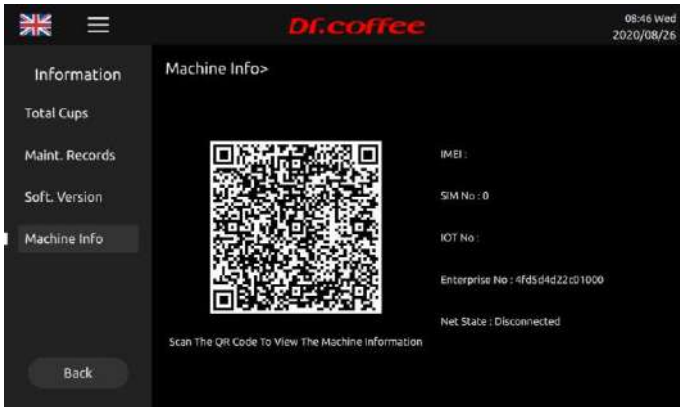 Dr.coffee
08:46 Wed
2020/08/26
Information
Total Cups
Maint. Records
Soft. Version
Machine Info
Back
Machine Info>
Scan The QR Code To View The Machine Information
IMEI :
SIM No : 0
IOT No :
Enterprise No : 4fd5d4d22c01000
Net State : Disconnected